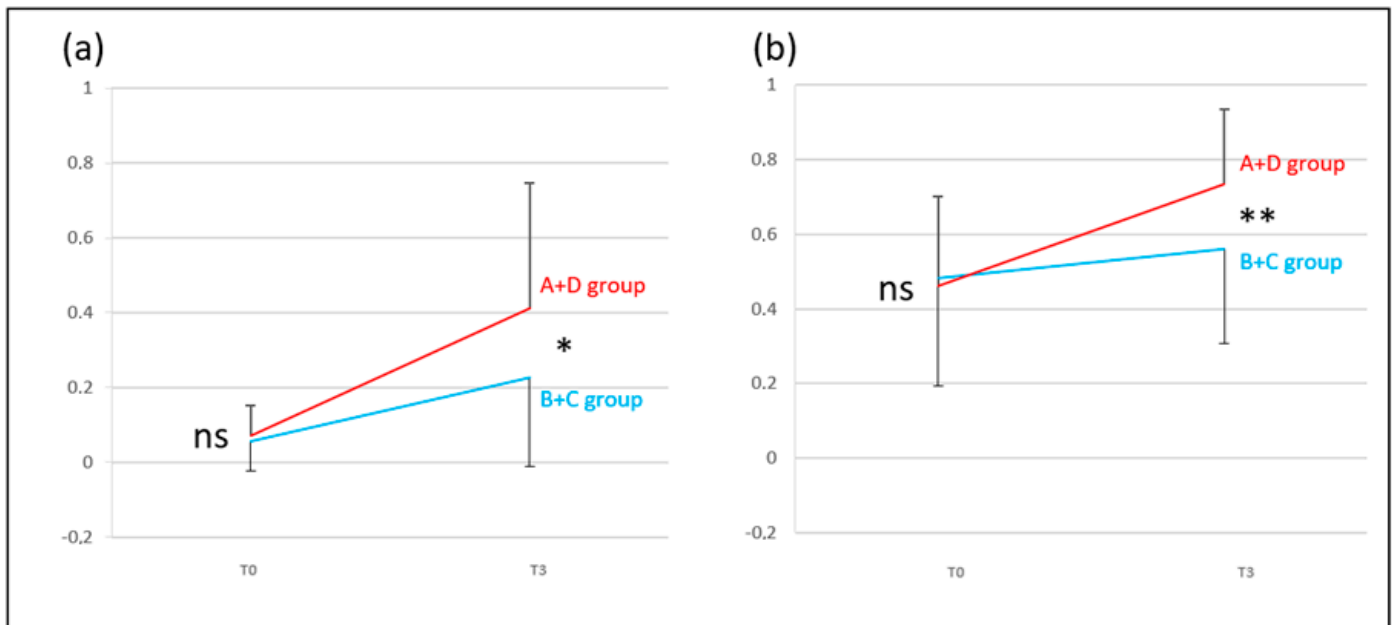 (a)
1
0.8
0.6
0.4
0.2
0
-0.2
A+D group
*
B+C group
ns
T0
T3
(b)
1
0.8
0.6
0.4
0.2
0
-0.2
A+D group
**
B+C group
ns
T0
T3